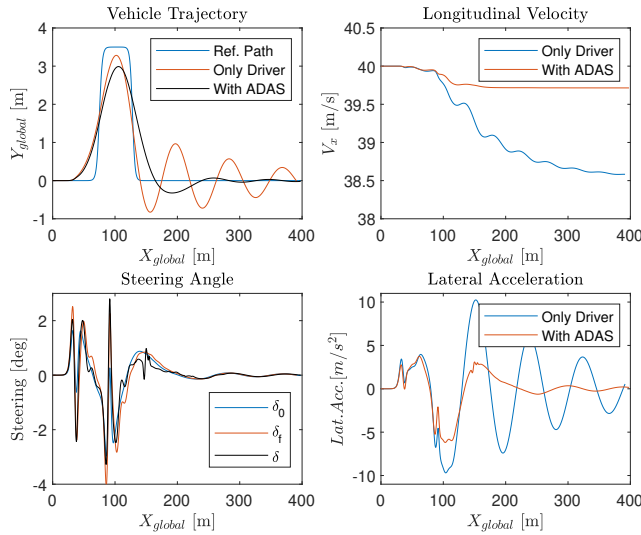 Vehicle Trajectory
Y_global [m]
4
3
2
1
0
-1
Ref. Path
Only Driver
With ADAS
0 100 200 300 400
X_global [m]
Longitudinal Velocity
V_x [m/s]
40.5
40
39.5
39
38.5
38
Only Driver
With ADAS
0 100 200 300 400
X_global [m]
Steering Angle
Steering [deg]
2
0
-2
-4
δ_0
δ_f
δ
0 100 200 300 400
X_global [m]
Lateral Acceleration
Lat.Acc.[m/s²]
10
5
0
-5
-10
Only Driver
With ADAS
0 100 200 300 400
X_global [m]